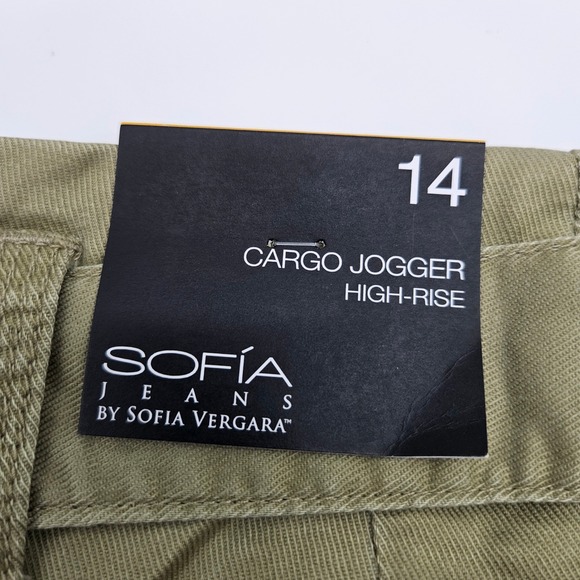 14
CARGO JOGGER
HIGH-RISE
SOFÍA
JEANS
BY SOFIA VERGARA™